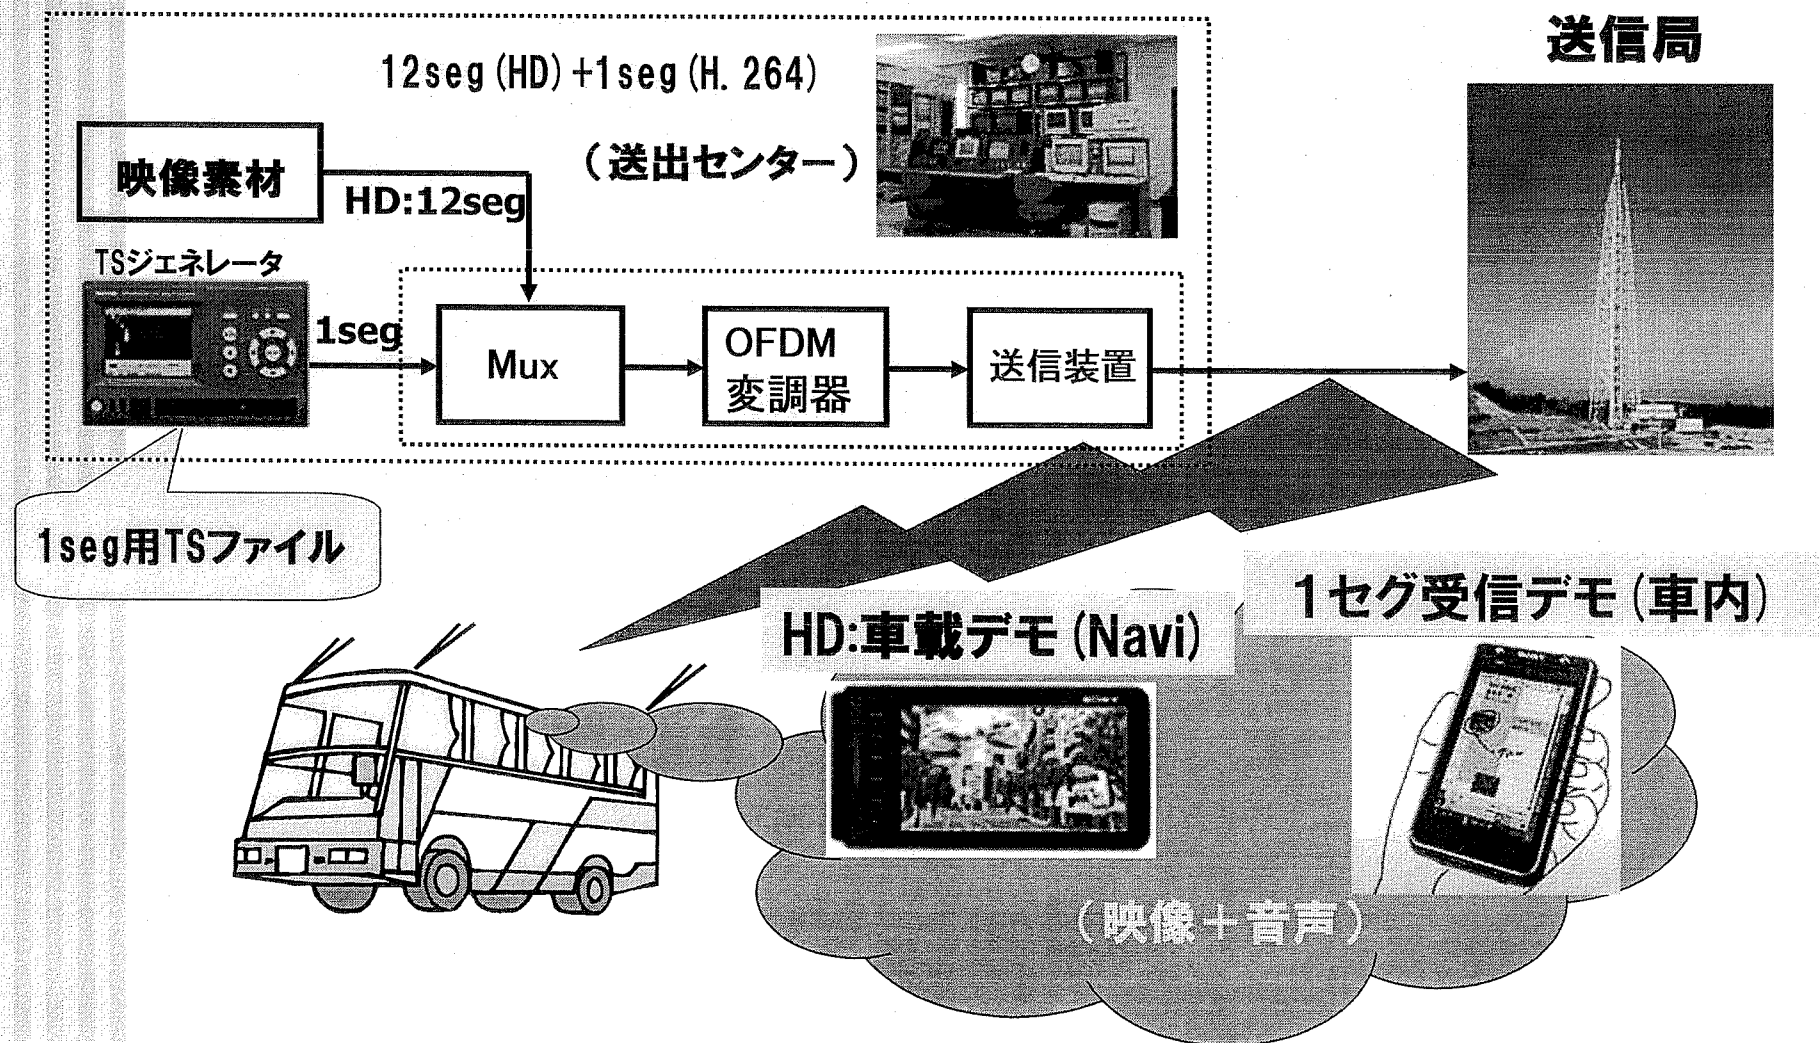 送信局
12seg(HD)+1seg(H.264)
(送出センター)
映像素材
HD:12seg
TSジェネレータ
1seg
Mux
OFDM
変調器
送信装置
1seg用TSファイル
HD:車載デモ(Navi)
1セグ受信デモ(車内)
(映像+音声)